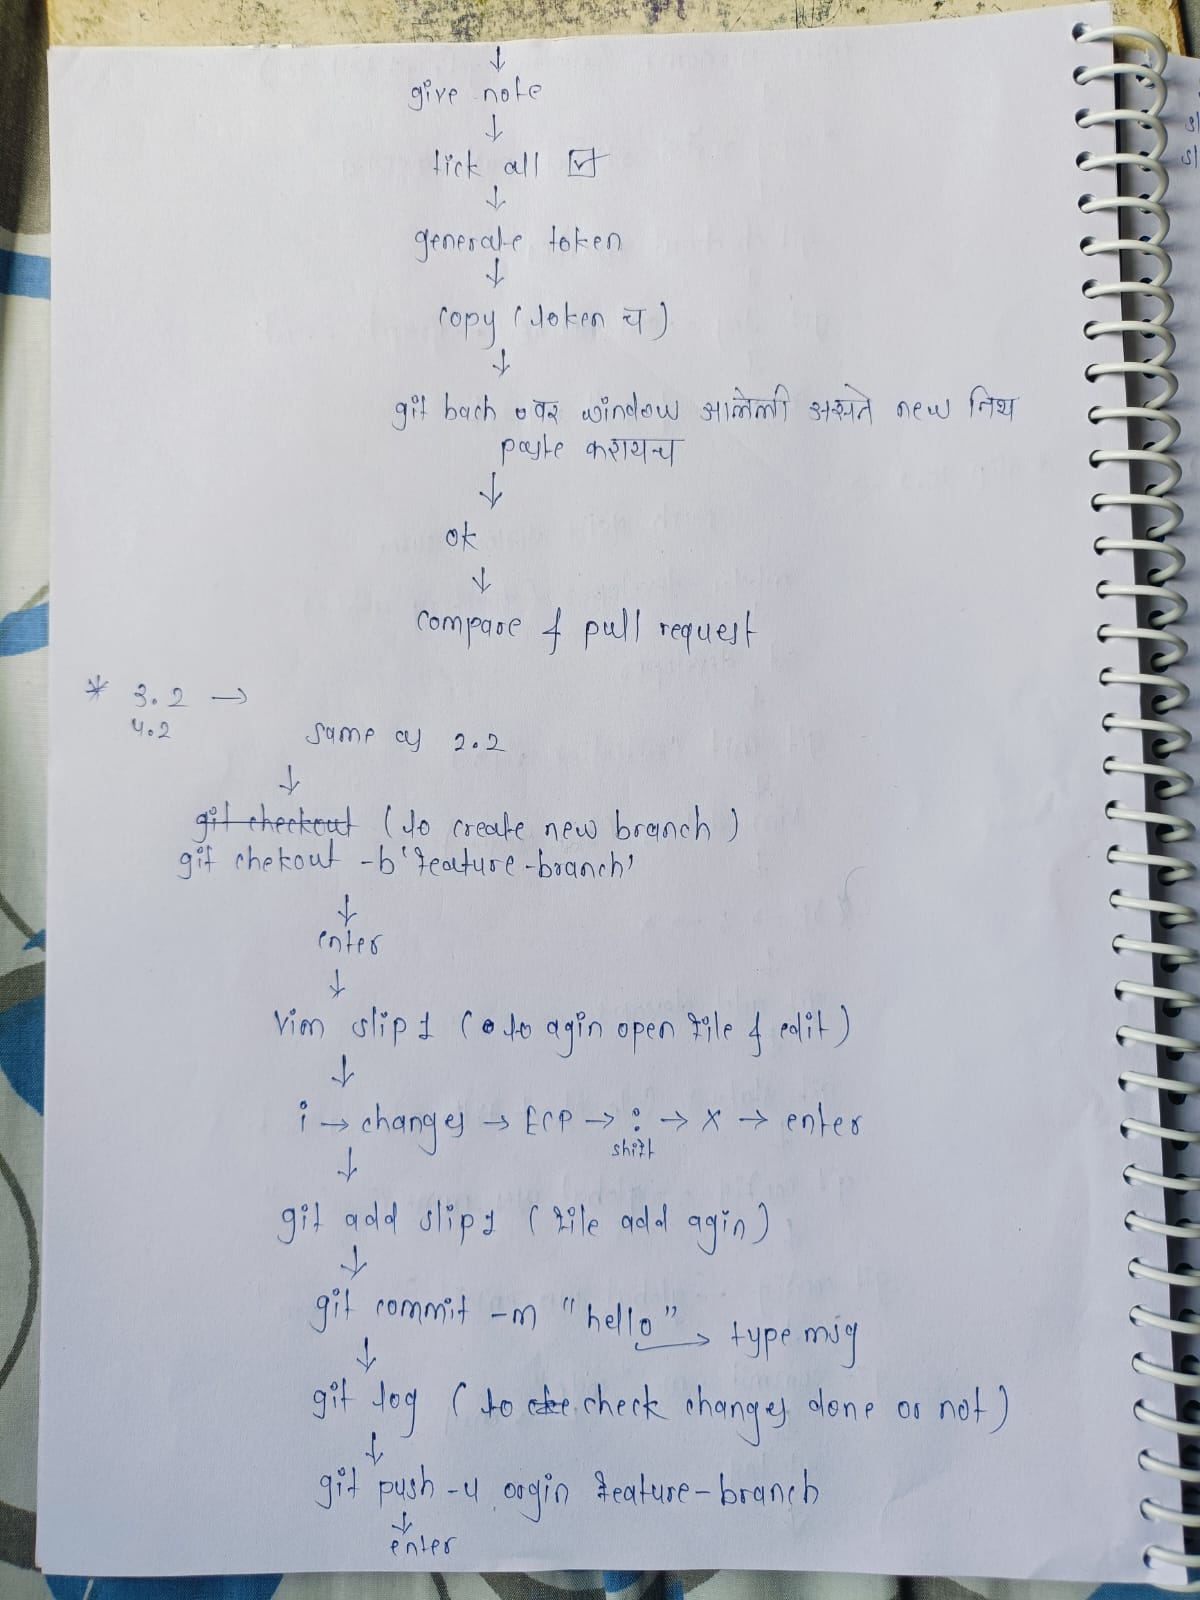 ↓
give note
↓
tick all ☑
↓
generate token
↓
copy (token च)
↓
git bach वर window आलेली असते new तिथ
paste करायच
↓
ok
↓
compare & pull request
* 3.2 →
4.2
same as 2.2
↓
git checkout (to create new branch)
git chekout -b 'feature-branch'
↓
enter
↓
vim slip1 (to agin open file & edit)
↓
i → changes → ECP → : → x → enter
shift
↓
git add slip1 (file add agin)
↓
git commit -m "hello" → type msg
↓
git log (to check changes done or not)
↓
git push -u orgin feature-branch
↓
enter